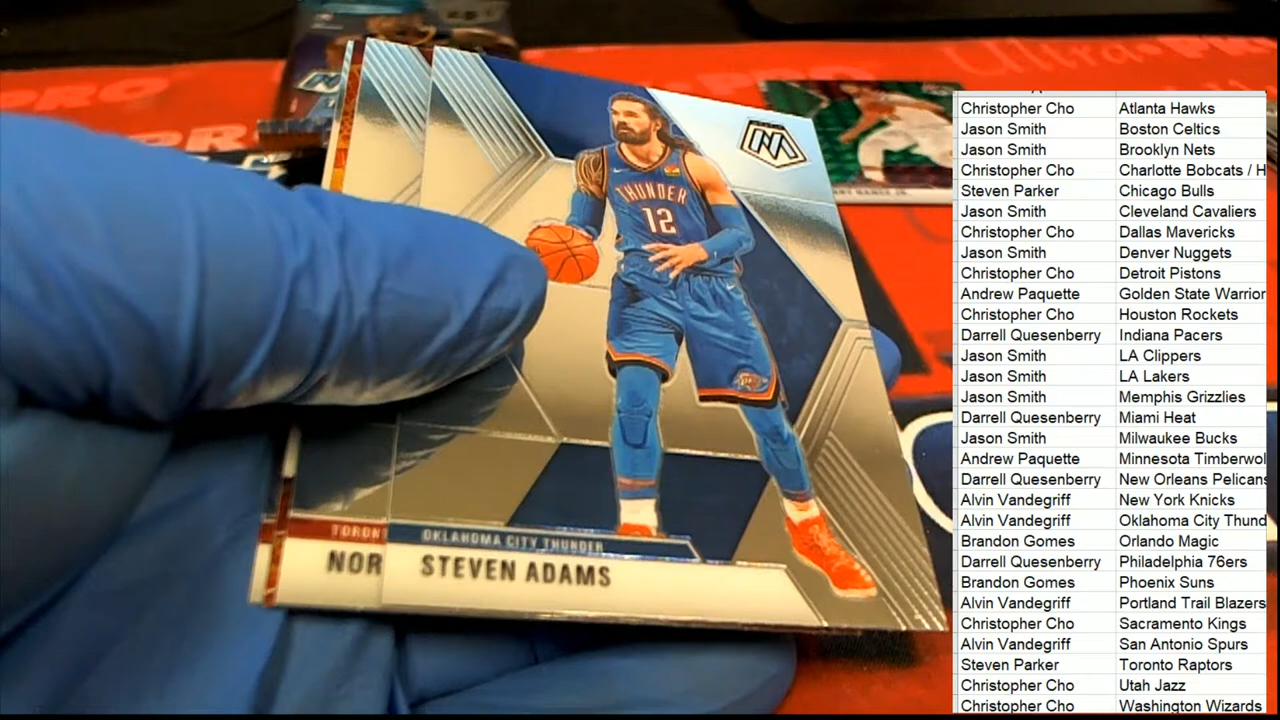 PRO
Ultra PRO
PRO
THUNDER
12
TORON
NOR
OKLAHOMA CITY THUNDER
STEVEN ADAMS
Christopher Cho Atlanta Hawks
Jason Smith Boston Celtics
Jason Smith Brooklyn Nets
Christopher Cho Charlotte Bobcats / H
Steven Parker Chicago Bulls
Jason Smith Cleveland Cavaliers
Christopher Cho Dallas Mavericks
Jason Smith Denver Nuggets
Christopher Cho Detroit Pistons
Andrew Paquette Golden State Warrior
Christopher Cho Houston Rockets
Darrell Quesenberry Indiana Pacers
Jason Smith LA Clippers
Jason Smith LA Lakers
Jason Smith Memphis Grizzlies
Darrell Quesenberry Miami Heat
Jason Smith Milwaukee Bucks
Andrew Paquette Minnesota Timberwol
Darrell Quesenberry New Orleans Pelicans
Alvin Vandegriff New York Knicks
Alvin Vandegriff Oklahoma City Thund
Brandon Gomes Orlando Magic
Darrell Quesenberry Philadelphia 76ers
Brandon Gomes Phoenix Suns
Alvin Vandegriff Portland Trail Blazers
Christopher Cho Sacramento Kings
Alvin Vandegriff San Antonio Spurs
Steven Parker Toronto Raptors
Christopher Cho Utah Jazz
Christopher Cho Washington Wizards